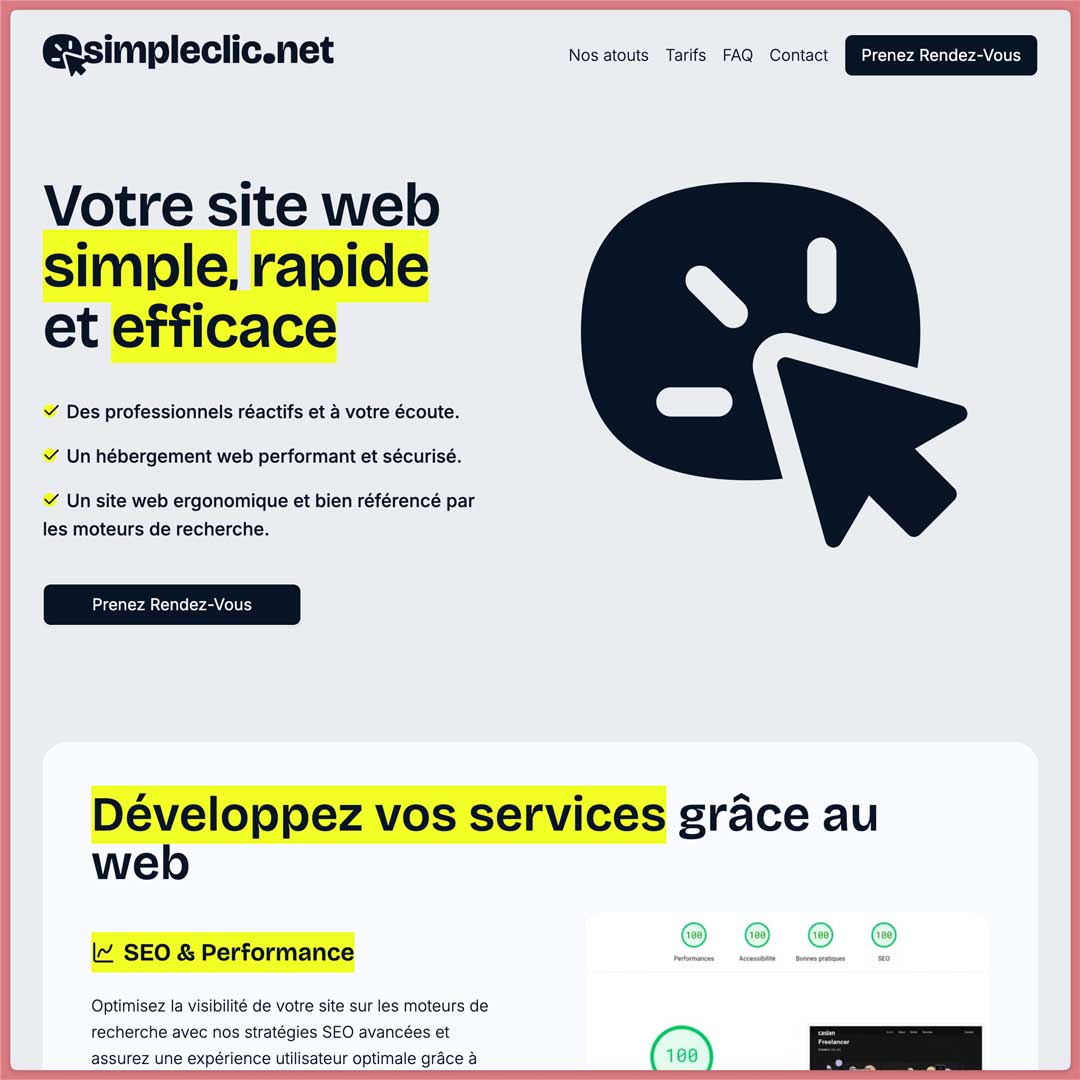 simpleclic.net
Nos atouts Tarifs FAQ Contact Prenez Rendez-Vous
Votre site web
simple, rapide
et efficace
Des professionnels réactifs et à votre écoute.
Un hébergement web performant et sécurisé.
Un site web ergonomique et bien référencé par
les moteurs de recherche.
Prenez Rendez-Vous
Développez vos services grâce au
web
SEO & Performance
Optimisez la visibilité de votre site sur les moteurs de
recherche avec nos stratégies SEO avancées et
assurez une expérience utilisateur optimale grâce à
100 100 100 100
Performances Accessibilité Bonnes pratiques SEO
100
casian
Freelancer